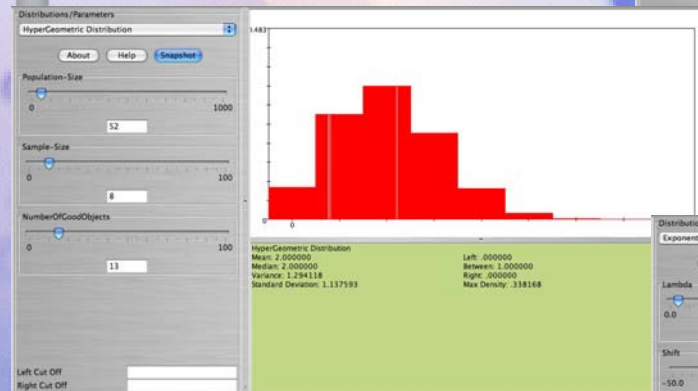 Distributions/Parameters
HyperGeometric Distribution
About Help Snapshot
Population-Size
0 1000
52
Sample-Size
0 100
8
NumberOfGoodObjects
0 100
13
Left Cut Off
Right Cut Off
.483
0
0
HyperGeometric Distribution
Mean: 2.000000
Median: 2.000000
Variance: 1.294118
Standard Deviation: 1.137593
Left: .000000
Between: 1.000000
Right: .000000
Max Density: .338168
Distributio
Exponent
Lambda
0.0
Shift
-50.0